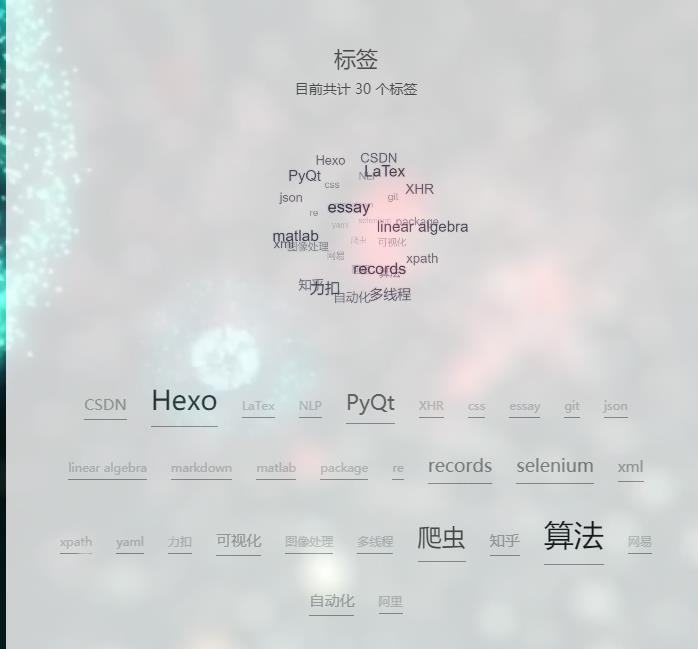 标签
目前共计 30 个标签
Hexo CSDN
PyQt NLP LaTex
css XHR
json git
re essay
yaml selenium package
linear algebra
matlab
xml 图像处理 爬虫 可视化
网易 xpath
records
算法
知乎 力扣 自动化 多线程
CSDN Hexo LaTex NLP PyQt XHR css essay git json
linear algebra markdown matlab package re records selenium xml
xpath yaml 力扣 可视化 图像处理 多线程 爬虫 知乎 算法 网易
自动化 阿里